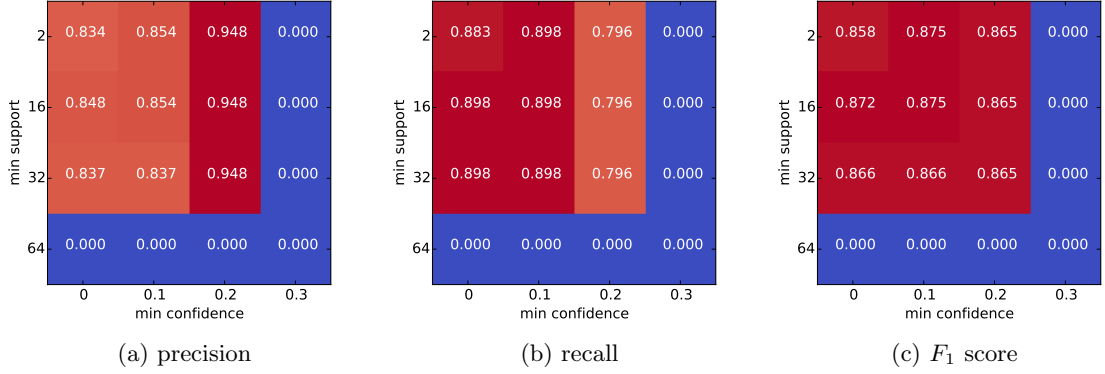 min support
2 0.834 0.854 0.948 0.000
16 0.848 0.854 0.948 0.000
32 0.837 0.837 0.948 0.000
64 0.000 0.000 0.000 0.000
0 0.1 0.2 0.3
min confidence
(a) precision
min support
2 0.883 0.898 0.796 0.000
16 0.898 0.898 0.796 0.000
32 0.898 0.898 0.796 0.000
64 0.000 0.000 0.000 0.000
0 0.1 0.2 0.3
min confidence
(b) recall
min support
2 0.858 0.875 0.865 0.000
16 0.872 0.875 0.865 0.000
32 0.866 0.866 0.865 0.000
64 0.000 0.000 0.000 0.000
0 0.1 0.2 0.3
min confidence
(c) F₁ score